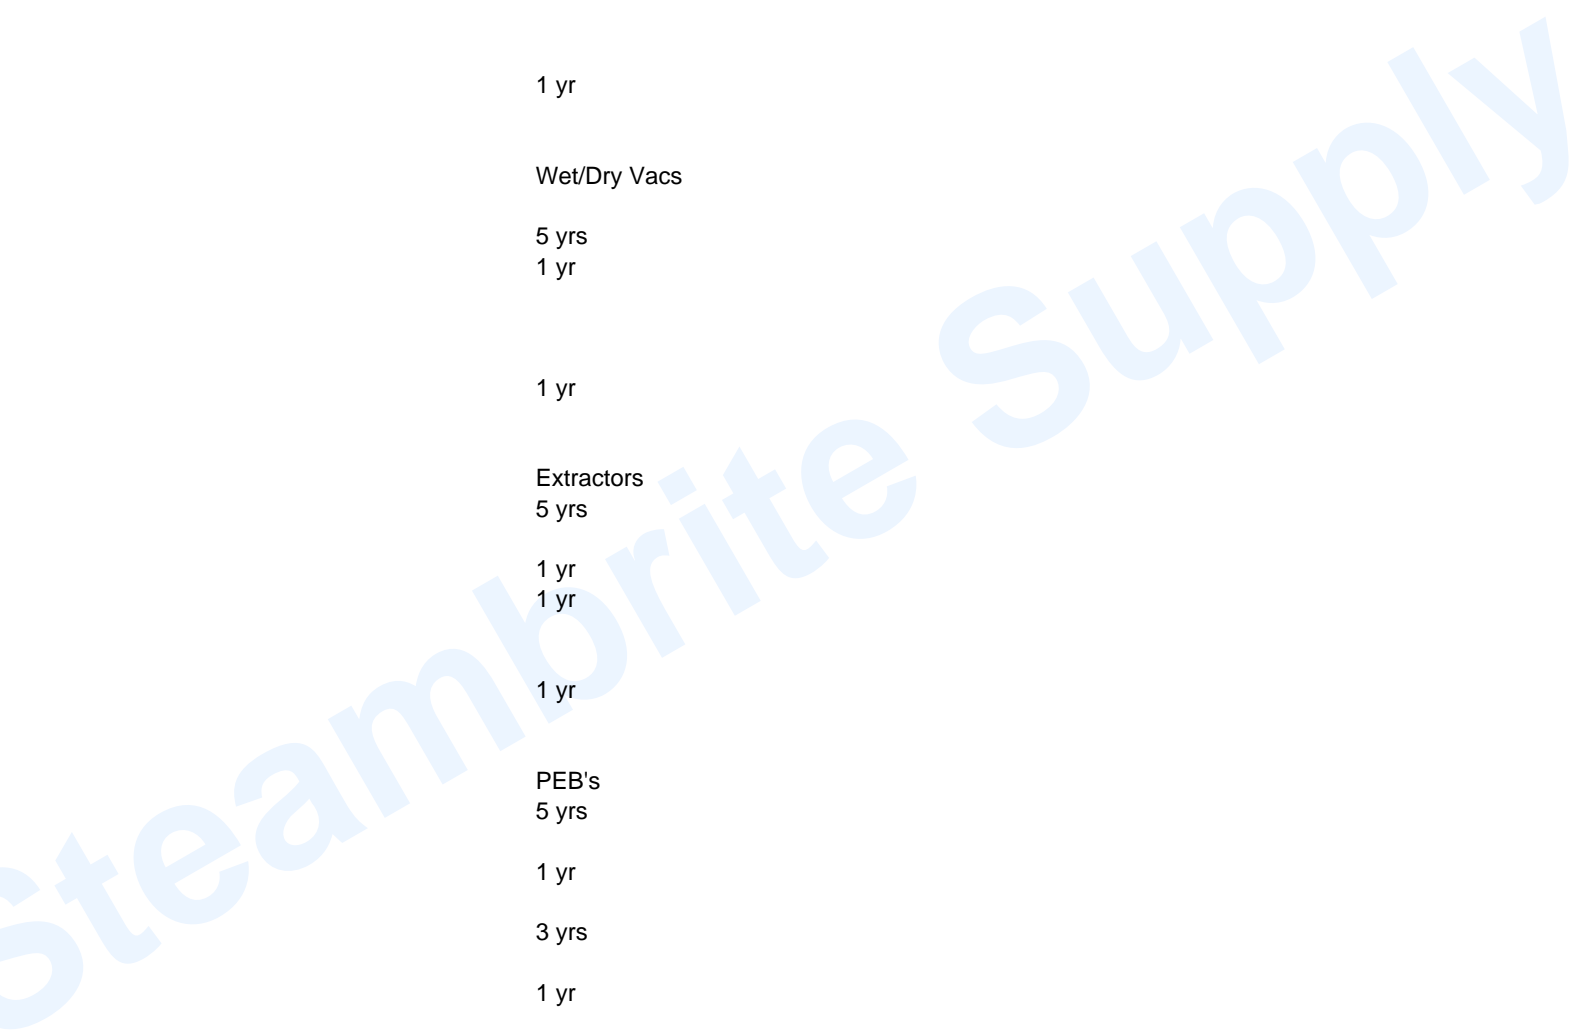 1 yr
Wet/Dry Vacs
5 yrs
1 yr
1 yr
Extractors
5 yrs
1 yr
1 yr
1 yr
PEB's
5 yrs
1 yr
3 yrs
1 yr
Steambrite Supply